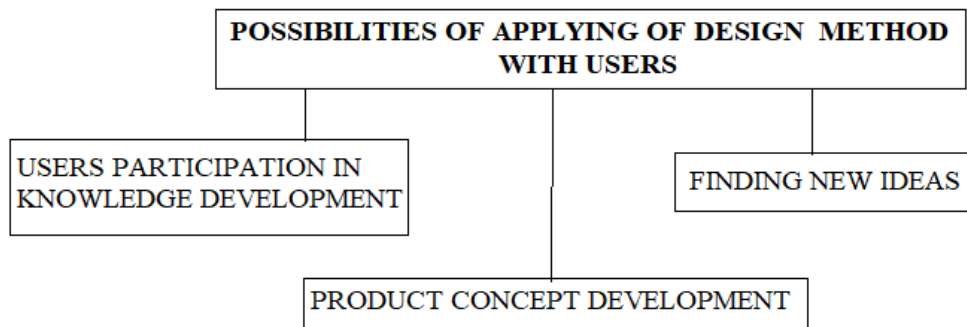 POSSIBILITIES OF APPLYING OF DESIGN METHOD
WITH USERS
USERS PARTICIPATION IN
KNOWLEDGE DEVELOPMENT
FINDING NEW IDEAS
PRODUCT CONCEPT DEVELOPMENT